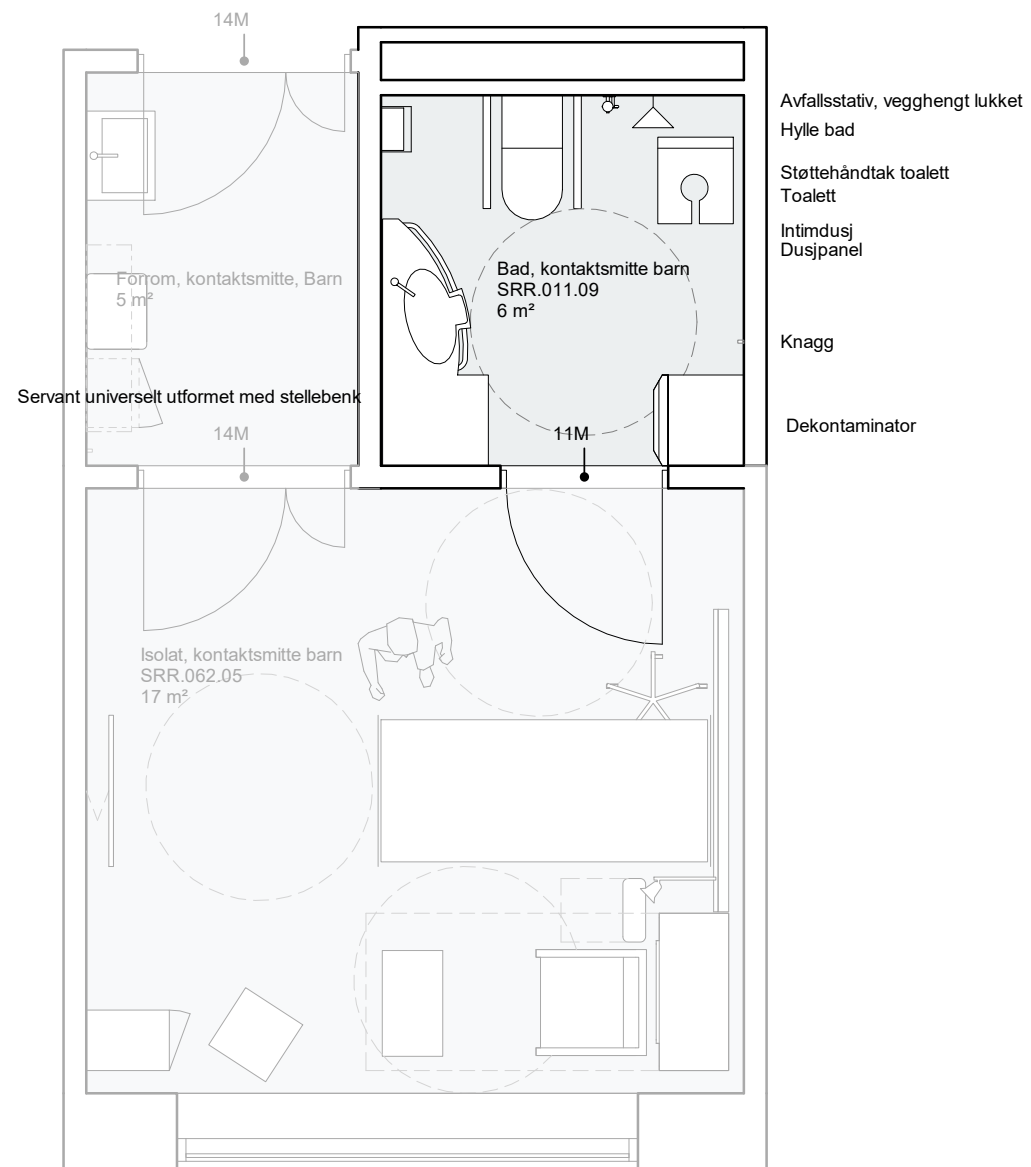 14M
Avfallsstativ, vegghengt lukket
Hylle bad
Støttehåndtak toalett
Toalett
Intimdusj
Dusjpanel
Forrom, kontaktsmitte, Barn
5 m²
Bad, kontaktsmitte barn
SRR.011.09
6 m²
Knagg
Servant universelt utformet med stellebenk
Dekontaminator
14M
11M
Isolat, kontaktsmitte barn
SRR.062.05
17 m²